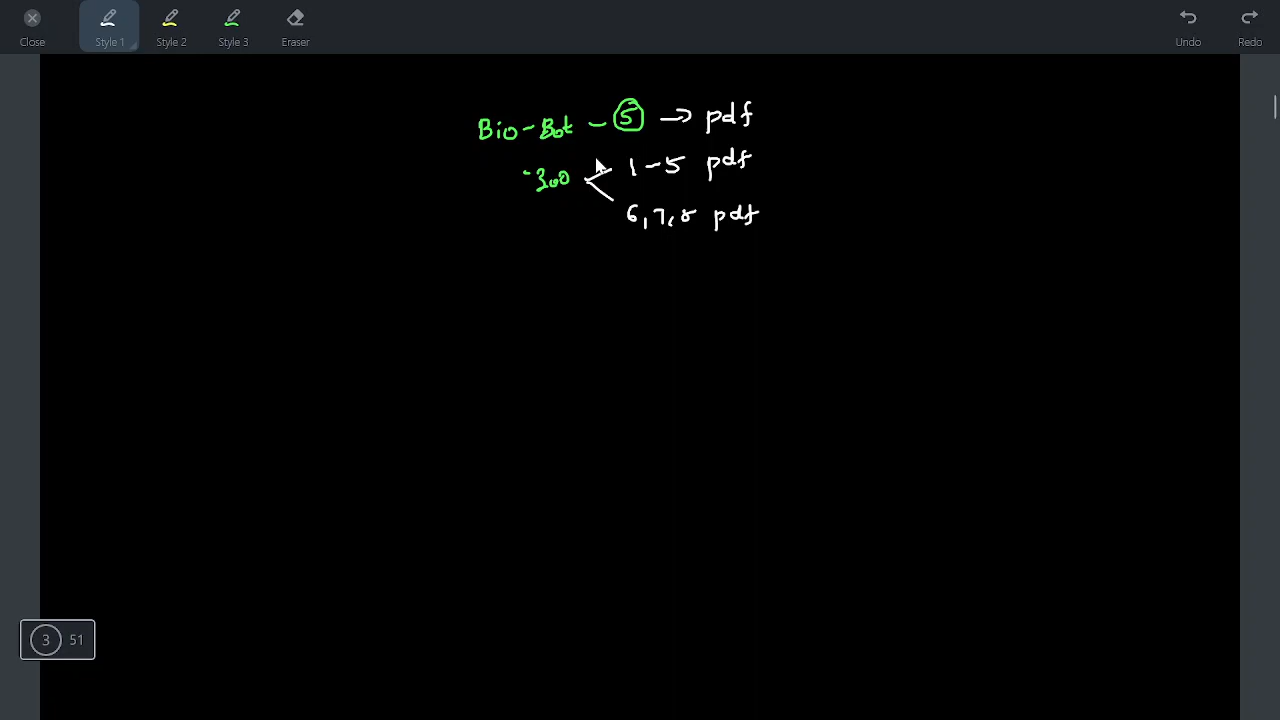 Close Style 1 Style 2 Style 3 Eraser Undo Redo
Bio-Bot - 5 → pdf
300 1-5 pdf
6,7,8 pdf
3 51